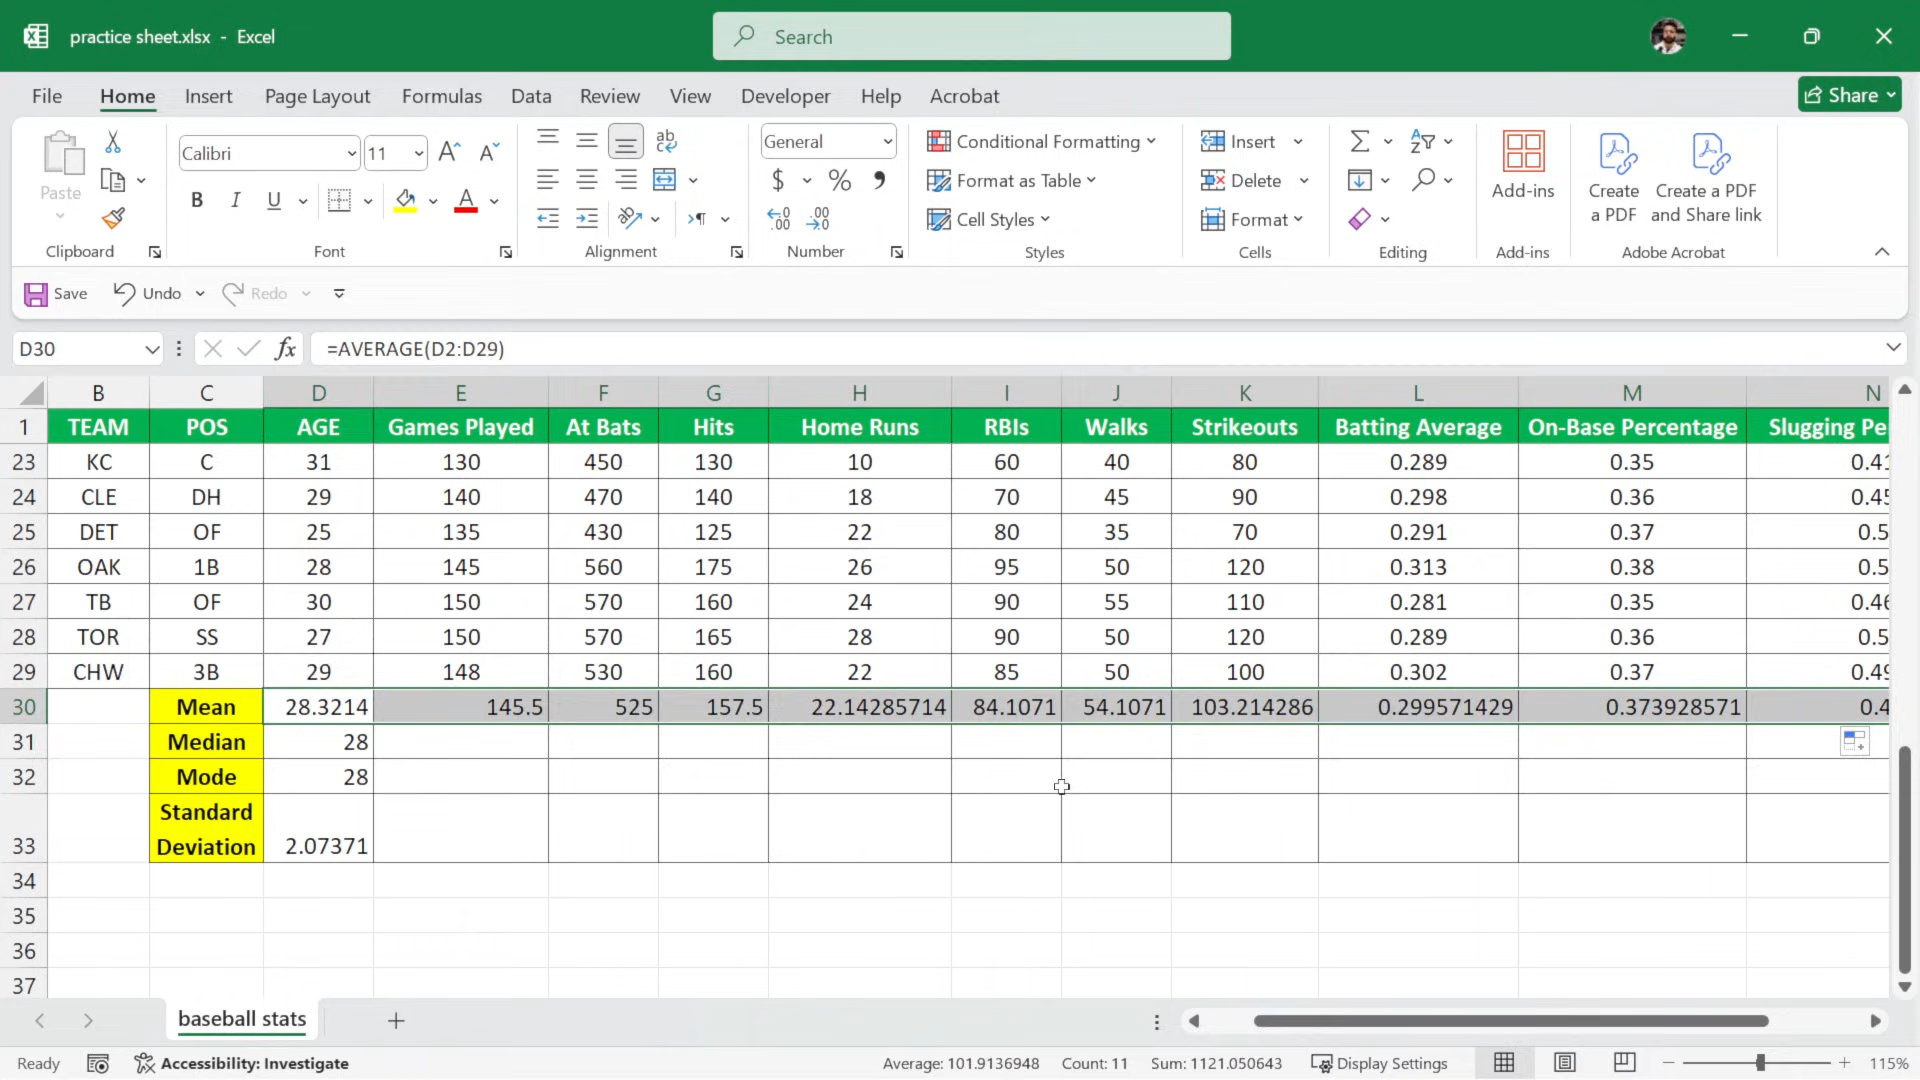 practice sheet.xlsx - Excel
Search
File Home Insert Page Layout Formulas Data Review View Developer Help Acrobat
Share
Paste
Clipboard
Calibri 11
B I U
Font
Alignment
General
$ % 9
Number
Conditional Formatting
Format as Table
Cell Styles
Styles
Insert
Delete
Format
Cells
Editing
Add-ins
Add-ins
Create a PDF
Create a PDF and Share link
Adobe Acrobat
Save Undo Redo
D30 fx =AVERAGE(D2:D29)
B C D E F G H I J K L M N
1 TEAM POS AGE Games Played At Bats Hits Home Runs RBIs Walks Strikeouts Batting Average On-Base Percentage Slugging Pe
23 KC C 31 130 450 130 10 60 40 80 0.289 0.35 0.41
24 CLE DH 29 140 470 140 18 70 45 90 0.298 0.36 0.45
25 DET OF 25 135 430 125 22 80 35 70 0.291 0.37 0.5
26 OAK 1B 28 145 560 175 26 95 50 120 0.313 0.38 0.5
27 TB OF 30 150 570 160 24 90 55 110 0.281 0.35 0.46
28 TOR SS 27 150 570 165 28 90 50 120 0.289 0.36 0.5
29 CHW 3B 29 148 530 160 22 85 50 100 0.302 0.37 0.49
30 Mean 28.3214 145.5 525 157.5 22.14285714 84.1071 54.1071 103.214286 0.299571429 0.373928571 0.4
31 Median 28
32 Mode 28
33 Standard Deviation 2.07371
34
35
36
37
baseball stats
Ready Accessibility: Investigate Average: 101.9136948 Count: 11 Sum: 1121.050643 Display Settings 115%